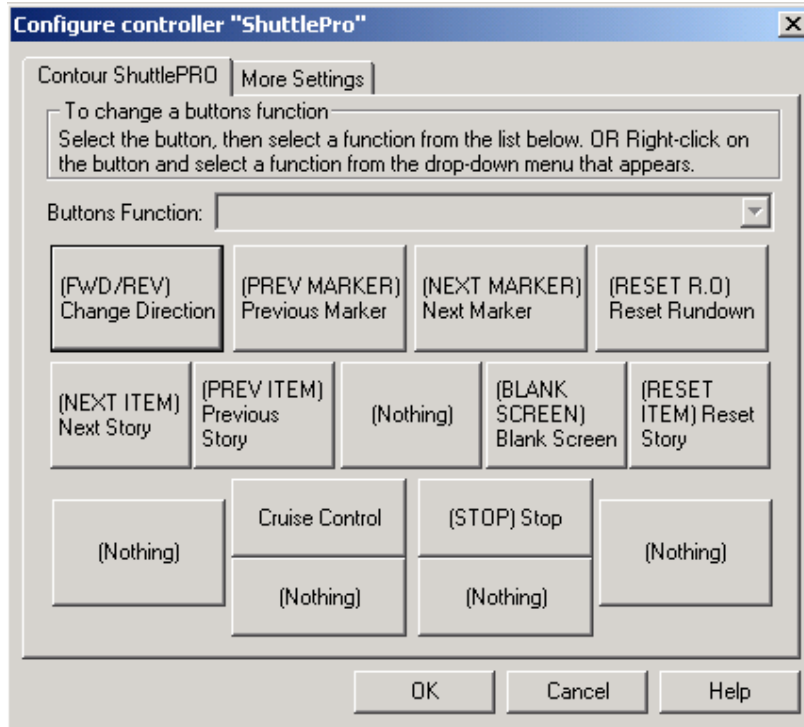 Configure controller "ShuttlePro"
Contour ShuttlePRO
More Settings
To change a buttons function
Select the button, then select a function from the list below. OR Right-click on
the button and select a function from the drop-down menu that appears.
Buttons Function:
(FWD/REV)
Change Direction
(PREV MARKER)
Previous Marker
(NEXT MARKER)
Next Marker
(RESET R.O)
Reset Rundown
(NEXT ITEM)
Next Story
(PREV ITEM)
Previous
Story
(Nothing)
(BLANK
SCREEN)
Blank Screen
(RESET
ITEM) Reset
Story
(Nothing)
Cruise Control
(STOP) Stop
(Nothing)
(Nothing)
(Nothing)
OK
Cancel
Help